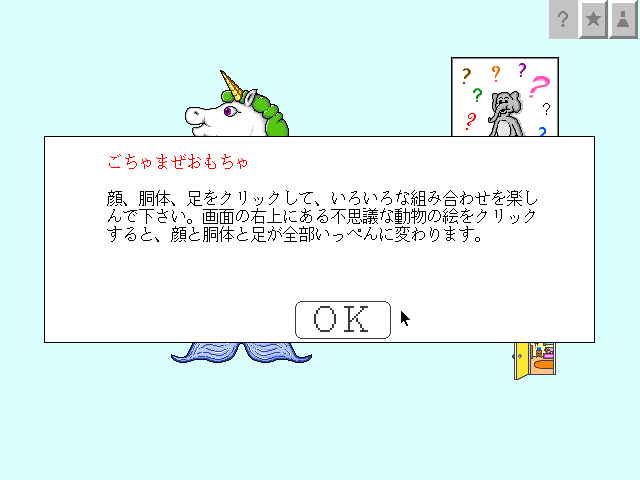 ?
? ? ? ? ? ? ? ?
ごちゃまぜおもちゃ
顔、胴体、足をクリックして、いろいろな組み合わせを楽し
んで下さい。画面の右上にある不思議な動物の絵をクリック
すると、顔と胴体と足が全部いっぺんに変わります。
OK